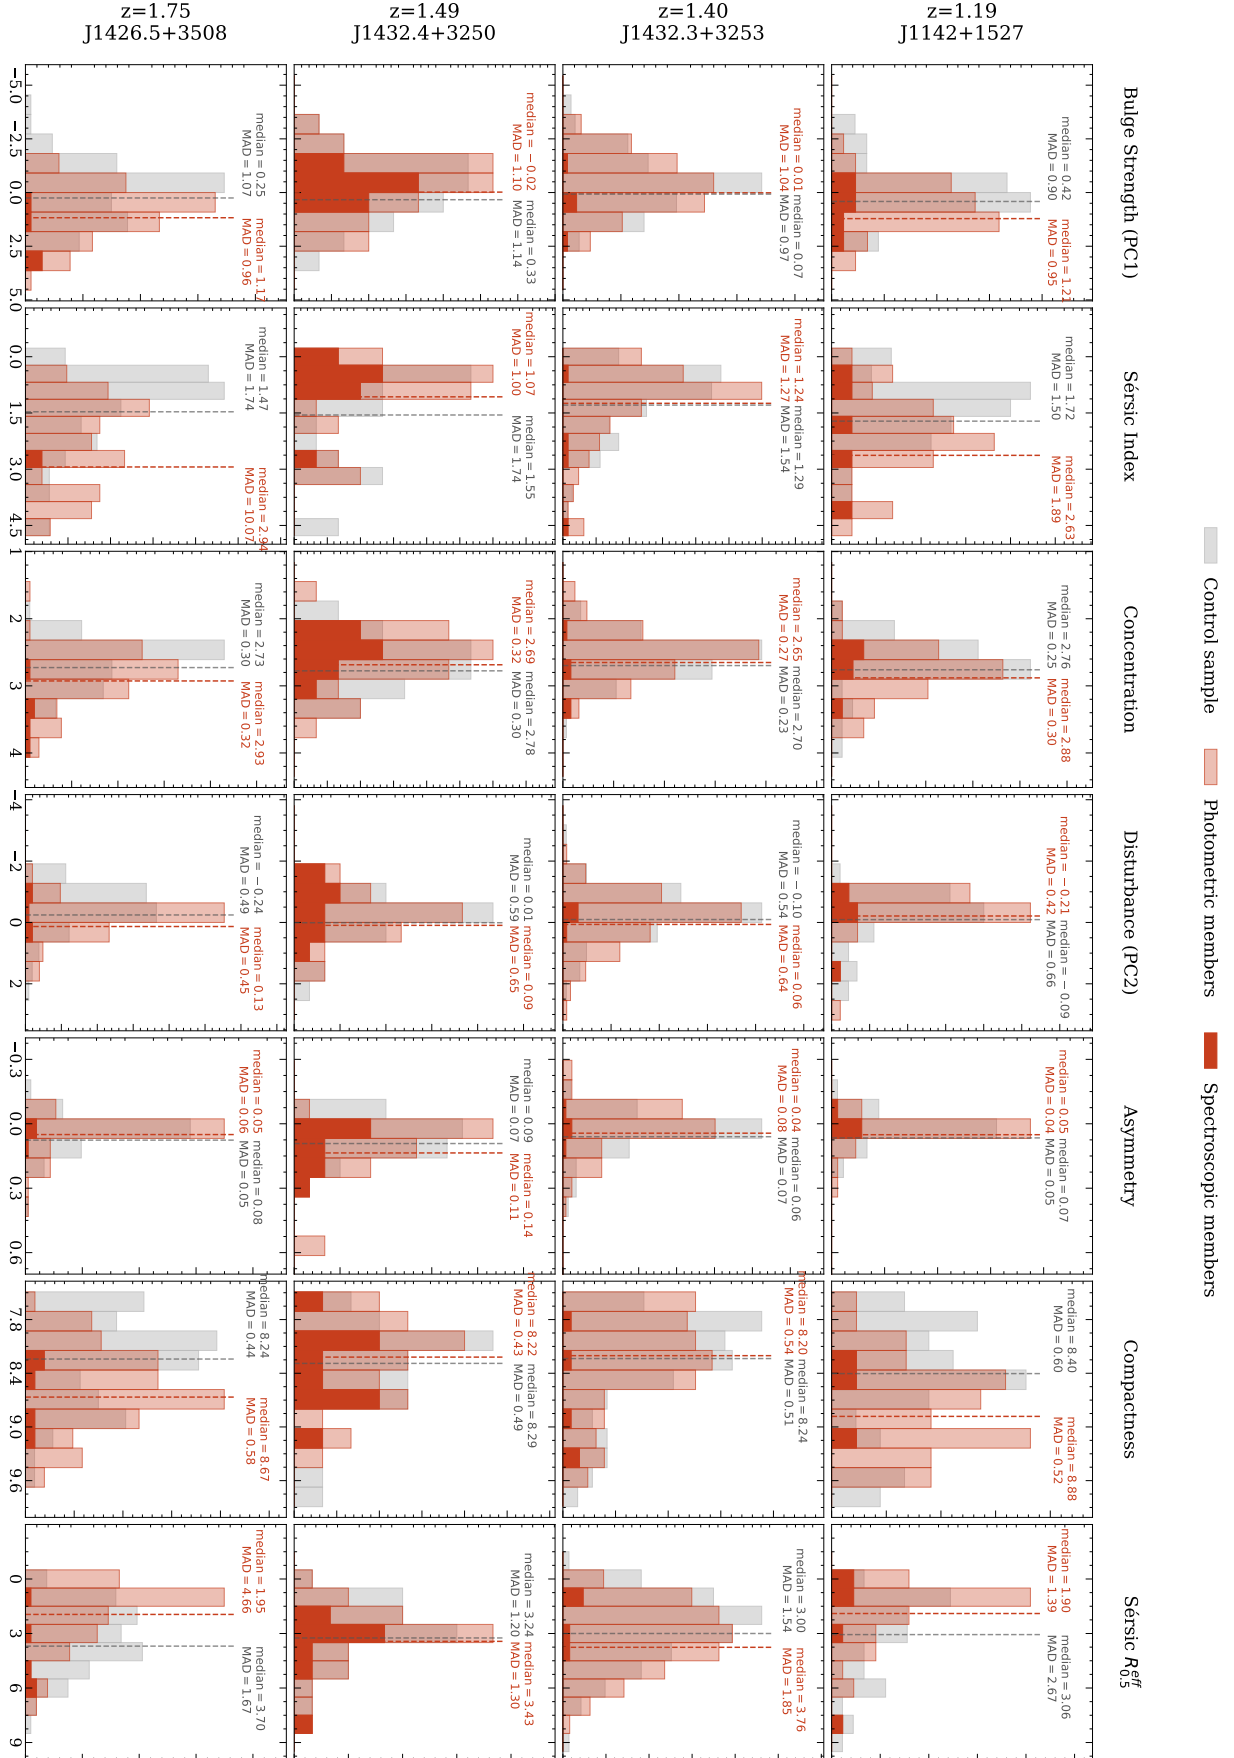 Control sample
Photometric members
Spectroscopic members
Bulge Strength (PC1)
Sérsic Index
Concentration
Disturbance (PC2)
Asymmetry
Compactness
Sérsic R_{0.5}^{eff}
z=1.19
J1142+1527
median = 0.42
MAD = 0.90
median = 1.21
MAD = 0.95
median = 1.72
MAD = 1.50
median = 2.63
MAD = 1.89
median = 2.76
MAD = 0.25
median = 2.88
MAD = 0.30
median = −0.21
MAD = 0.42
median = −0.09
MAD = 0.66
median = 0.05
MAD = 0.04
median = 0.07
MAD = 0.05
median = 8.40
MAD = 0.60
median = 8.88
MAD = 0.52
median = 1.90
MAD = 1.39
median = 3.06
MAD = 2.67
z=1.40
J1432.3+3253
median = 0.01
MAD = 1.04
median = 0.07
MAD = 0.97
median = 1.24
MAD = 1.27
median = 1.29
MAD = 1.54
median = 2.65
MAD = 0.27
median = 2.70
MAD = 0.23
median = −0.10
MAD = 0.54
median = 0.06
MAD = 0.64
median = 0.04
MAD = 0.08
median = 0.06
MAD = 0.07
median = 8.20
MAD = 0.54
median = 8.24
MAD = 0.51
median = 3.00
MAD = 1.54
median = 3.76
MAD = 1.85
z=1.49
J1432.4+3250
median = −0.02
MAD = 1.10
median = 0.33
MAD = 1.14
median = 1.07
MAD = 1.00
median = 1.55
MAD = 1.74
median = 2.69
MAD = 0.32
median = 2.78
MAD = 0.30
median = 0.01
MAD = 0.59
median = 0.09
MAD = 0.65
median = 0.09
MAD = 0.07
median = 0.14
MAD = 0.11
median = 8.22
MAD = 0.43
median = 8.29
MAD = 0.49
median = 3.24
MAD = 1.20
median = 3.43
MAD = 1.30
z=1.75
J1426.5+3508
median = 0.25
MAD = 1.07
median = 1.17
MAD = 0.96
median = 1.47
MAD = 1.74
median = 2.94
MAD = 10.07
median = 2.73
MAD = 0.30
median = 2.93
MAD = 0.32
median = −0.24
MAD = 0.49
median = 0.13
MAD = 0.45
median = 0.05
MAD = 0.06
median = 0.08
MAD = 0.05
median = 8.24
MAD = 0.44
median = 8.67
MAD = 0.58
median = 1.95
MAD = 4.66
median = 3.70
MAD = 1.67
−5.0 −2.5 0.0 2.5 5.0
0.0 1.5 3.0 4.5
1 2 3 4
−4 −2 0 2
−0.3 0.0 0.3 0.6
7.8 8.4 9.0 9.6
0 3 6 9